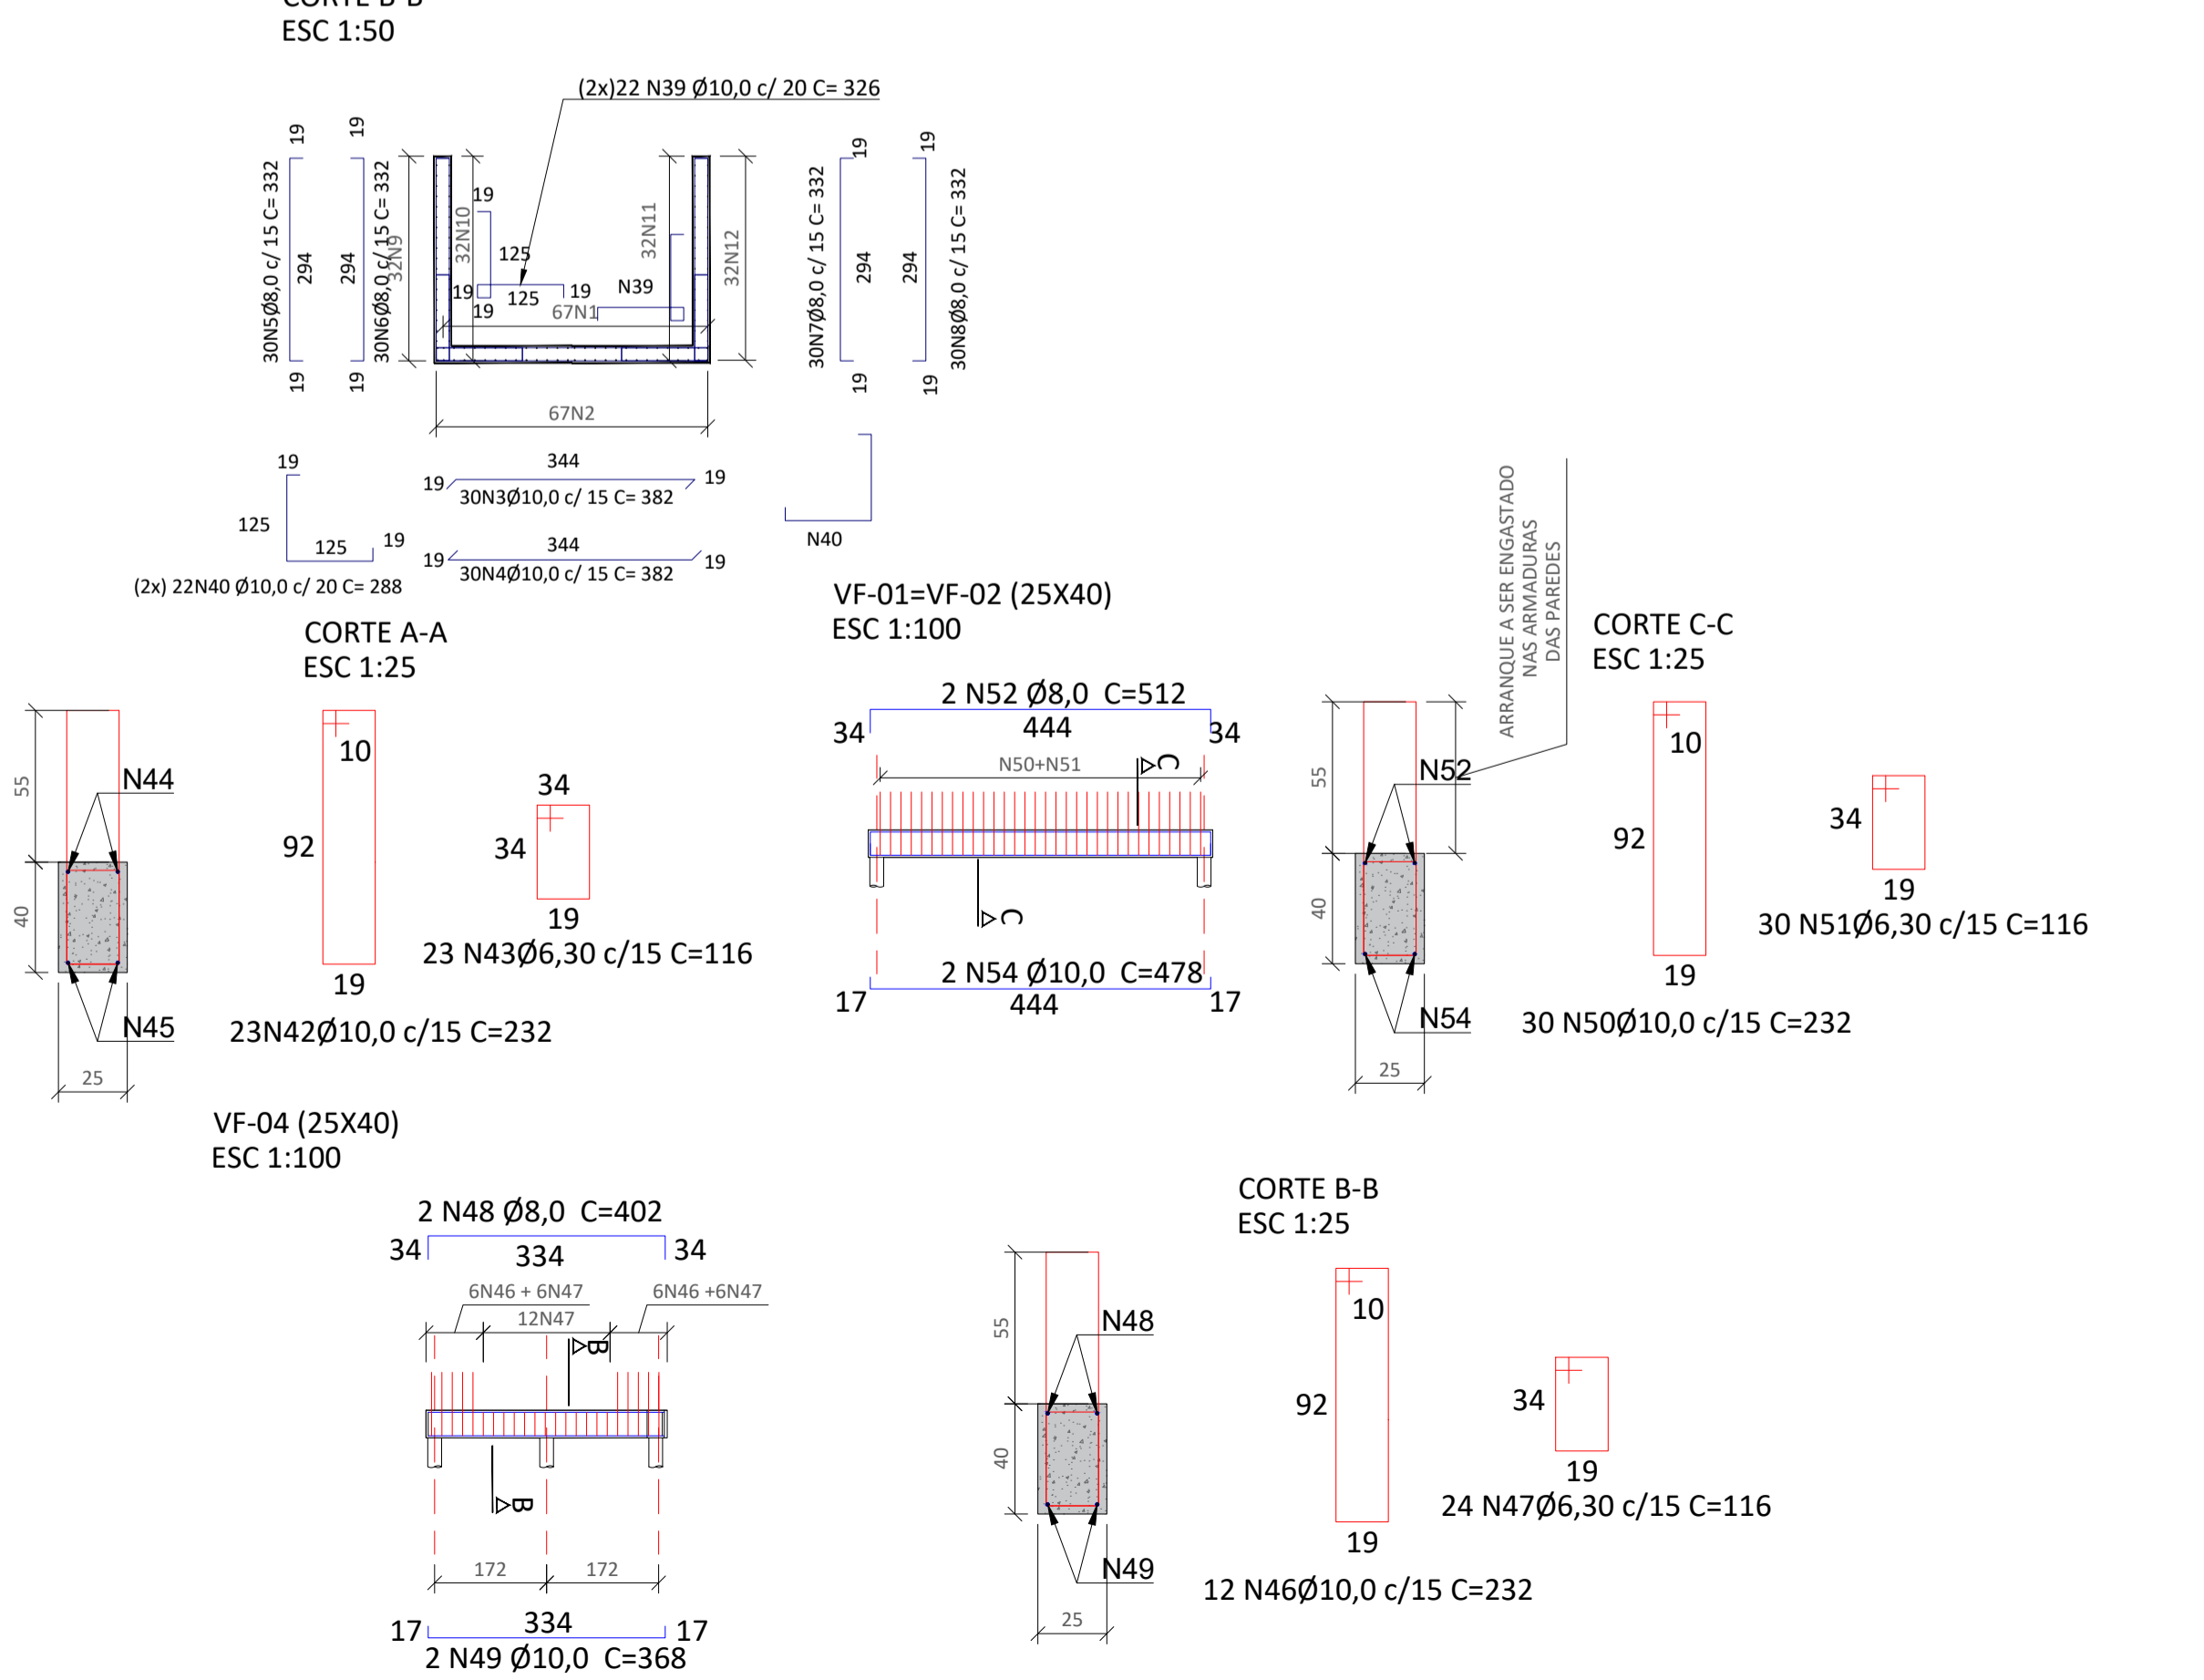 CORTE B-B
ESC 1:50
(2x)22 N39 Ø10,0 c/ 20 C= 326
19
19
30N5Ø8,0 c/ 15 C= 332
294
19
294
19
30N6Ø8,0 c/ 15 C= 332
32N9
32N10
19
125
19
125
19
19
N39
67N1
32N11
32N12
19
30N7Ø8,0 c/ 15 C= 332
294
19
19
294
30N8Ø8,0 c/ 15 C= 332
19
67N2
344
19
19
30N3Ø10,0 c/ 15 C= 382
19
125
125
19
(2x) 22N40 Ø10,0 c/ 20 C= 288
344
19
19
30N4Ø10,0 c/ 15 C= 382
N40
CORTE A-A
ESC 1:25
55
40
N44
N45
25
10
92
19
23N42Ø10,0 c/15 C=232
34
34
19
23 N43Ø6,30 c/15 C=116
VF-01=VF-02 (25X40)
ESC 1:100
2 N52 Ø8,0 C=512
34
444
34
N50+N51
C
C
2 N54 Ø10,0 C=478
17
444
17
ARRANQUE A SER ENGASTADO
NAS ARMADURAS
DAS PAREDES
CORTE C-C
ESC 1:25
55
40
N52
N54
25
10
92
19
30 N50Ø10,0 c/15 C=232
34
19
30 N51Ø6,30 c/15 C=116
VF-04 (25X40)
ESC 1:100
2 N48 Ø8,0 C=402
34
334
34
6N46 + 6N47
12N47
6N46 +6N47
B
B
172
172
17
334
17
2 N49 Ø10,0 C=368
CORTE B-B
ESC 1:25
55
40
N48
N49
25
10
92
19
12 N46Ø10,0 c/15 C=232
34
19
24 N47Ø6,30 c/15 C=116